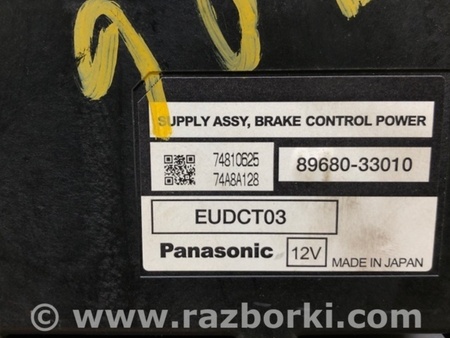 SUPPLY ASSY, BRAKE CONTROL POWER
74810625
74A8A128
89680-33010
EUDCT03
Panasonic 12V
MADE IN JAPAN
© www.razborki.com